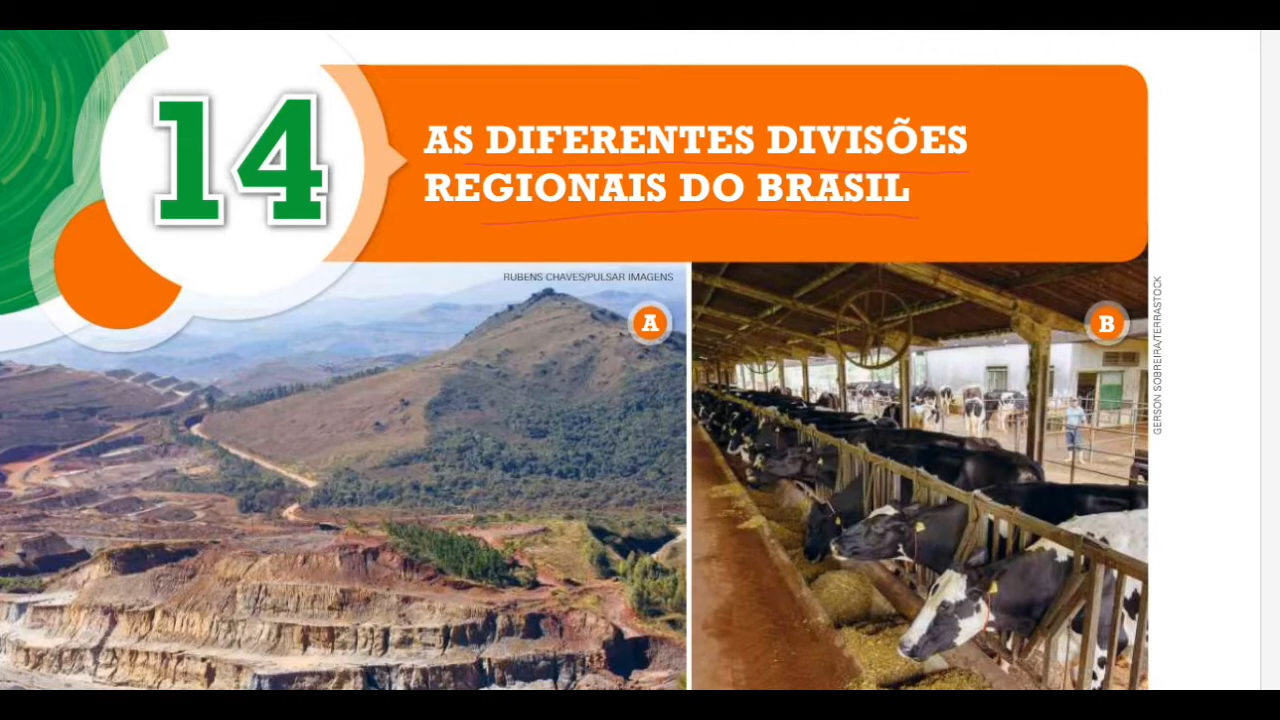 14
AS DIFERENTES DIVISÕES
REGIONAIS DO BRASIL
RUBENS CHAVES/PULSAR IMAGENS
A
B
GERSON SOBREIRA/TERRASTOCK